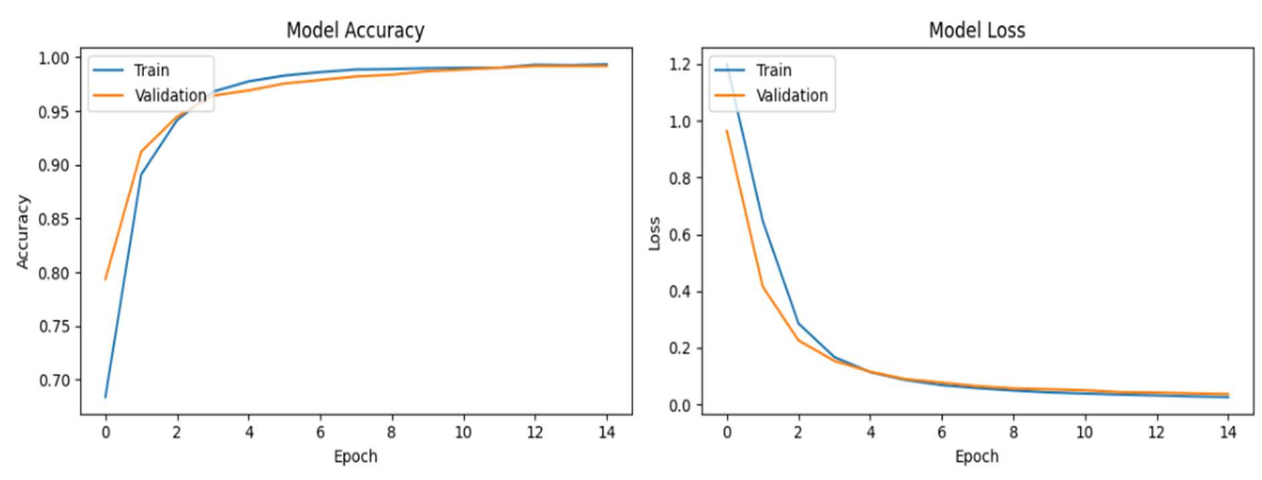 Model Accuracy
1.00
0.95
0.90
0.85
0.80
0.75
0.70
Accuracy
Train
Validation
0 2 4 6 8 10 12 14
Epoch
Model Loss
1.2
1.0
0.8
0.6
0.4
0.2
0.0
Loss
Train
Validation
0 2 4 6 8 10 12 14
Epoch